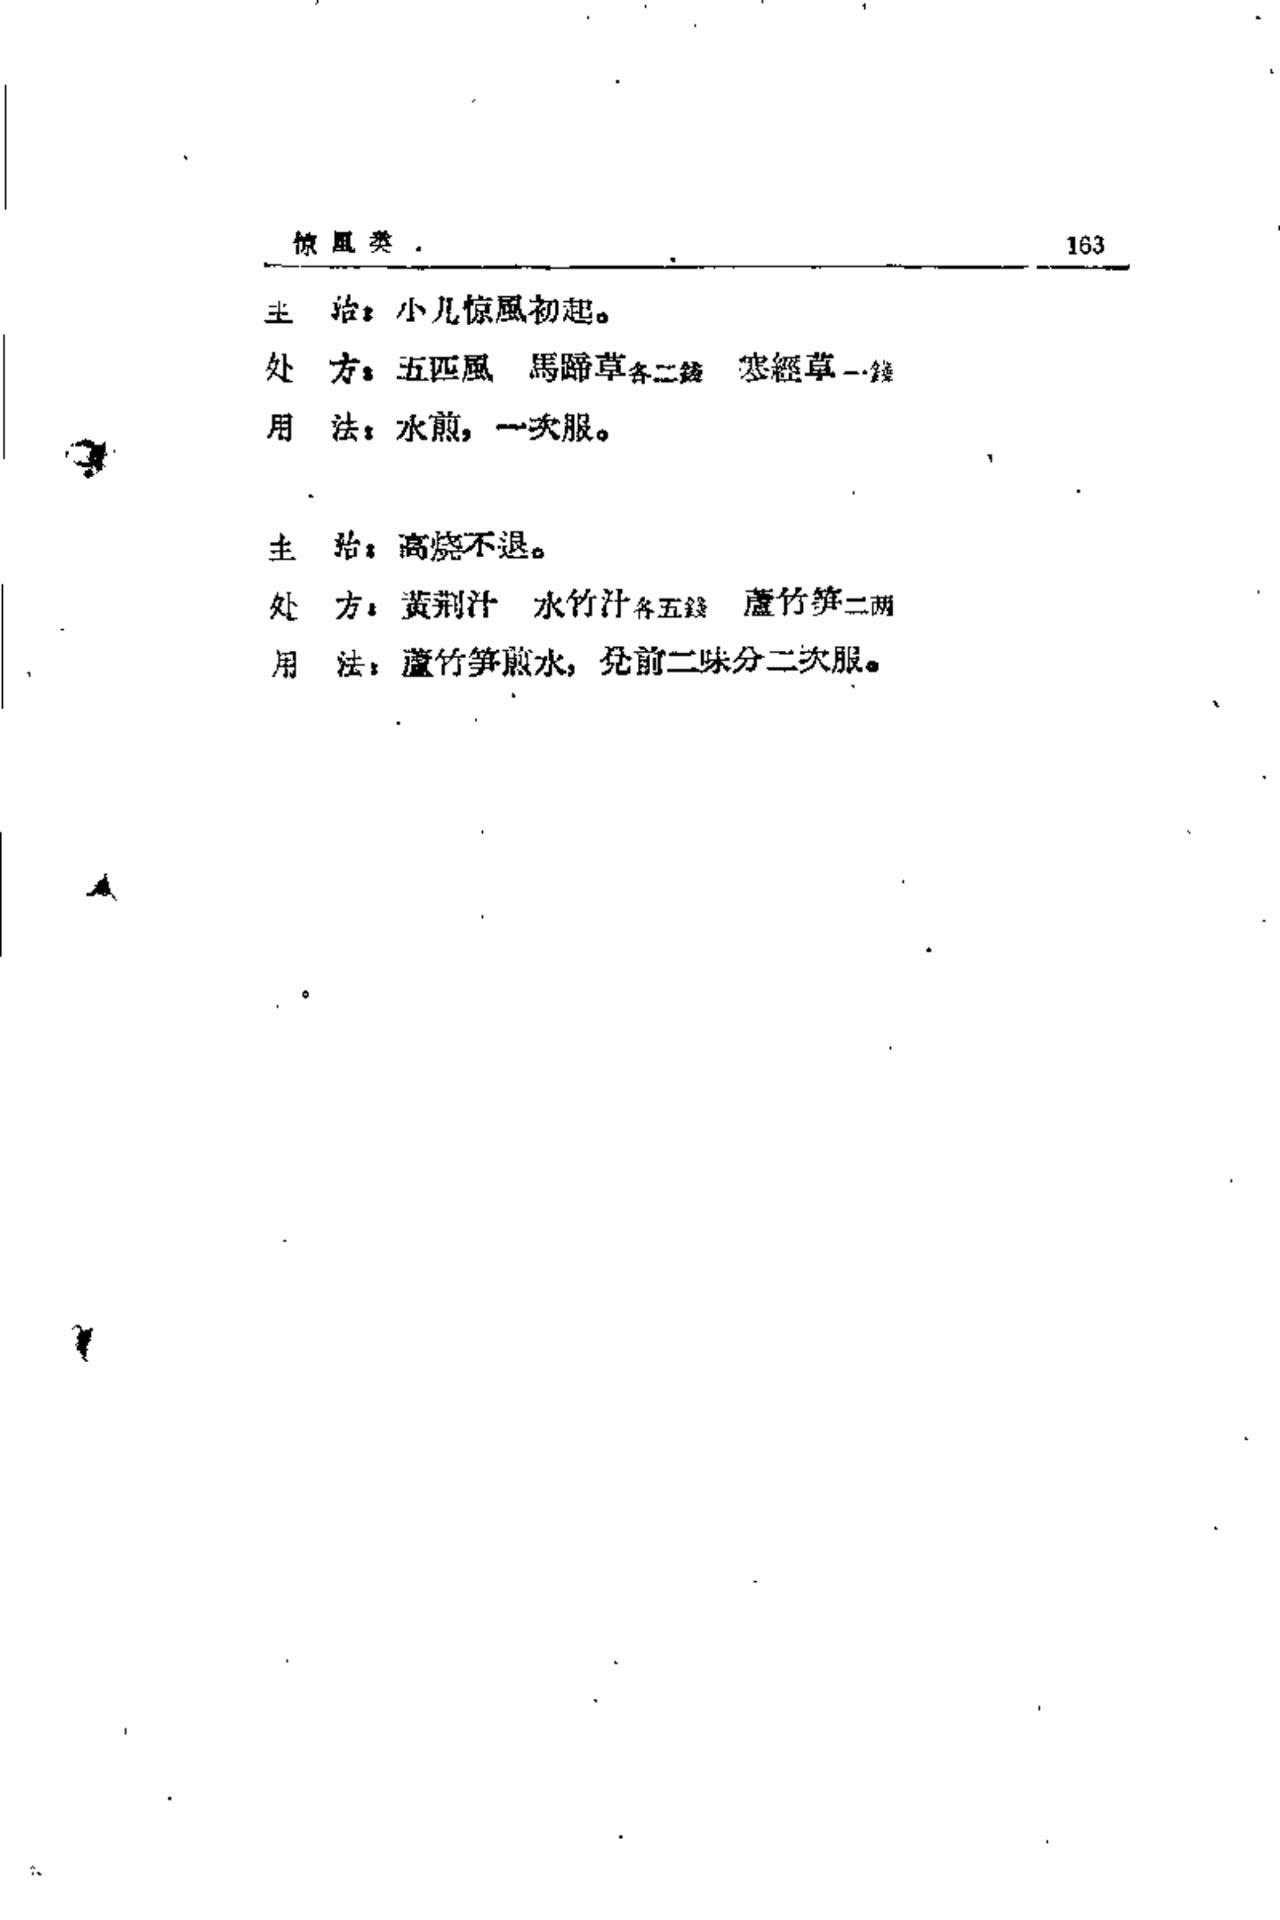 惊風类 163
主　治：小儿惊風初起。
处　方：五匹風　馬蹄草各二錢　寒經草一錢
用　法：水煎，一次服。
主　治：高烧不退。
处　方：黃荆汁　水竹汁各五錢　蘆竹笋二两
用　法：蘆竹笋煎水，兌前二味分二次服。